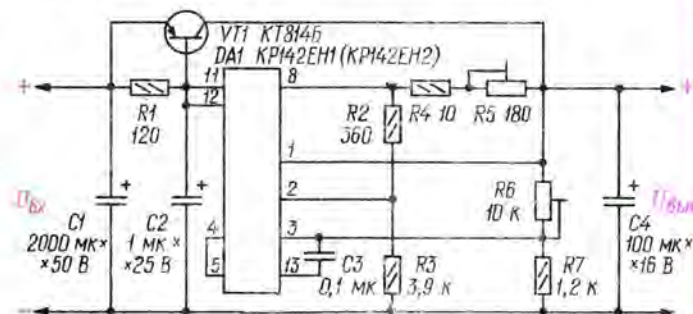 VT1 КТ814Б
DA1 КР142ЕН1 (КР142ЕН2)
+
11
12
8
+
R1
120
R2
360
R4 10
R5 180
1
Uвх
+
C1
2000 мк×
×50 В
+
C2
1 мк×
×25 В
2
R6
10 к
+
Uвых
C4
100 мк×
×16 В
4
5
3
13
C3
0,1 мк
R3
3,9 к
R7
1,2 к
−
−